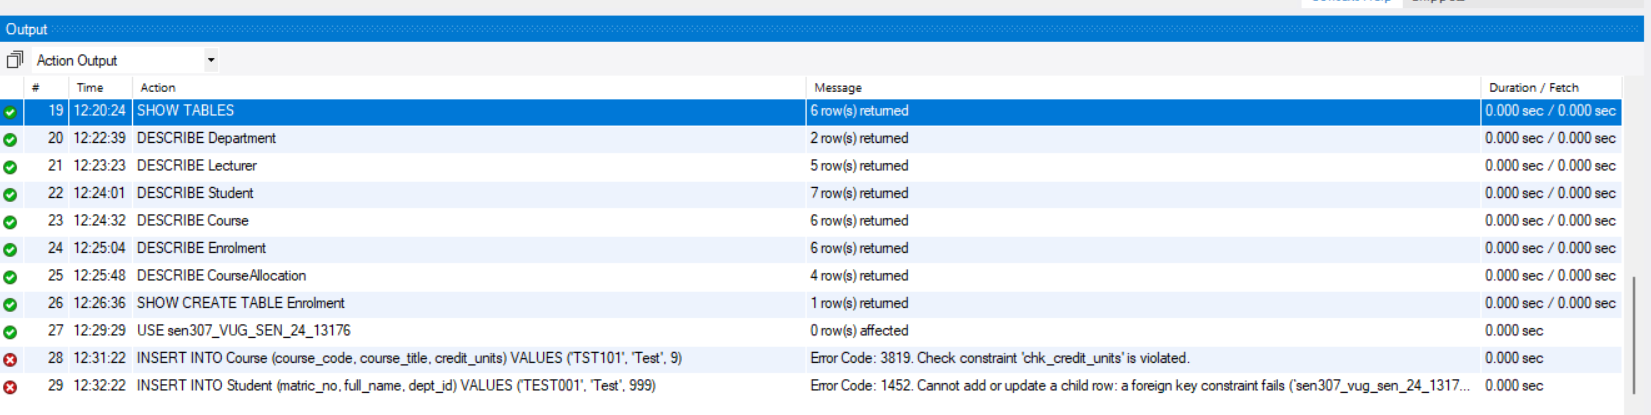 Output
Action Output
# Time Action Message Duration / Fetch
19 12:20:24 SHOW TABLES 6 row(s) returned 0.000 sec / 0.000 sec
20 12:22:39 DESCRIBE Department 2 row(s) returned 0.000 sec / 0.000 sec
21 12:23:23 DESCRIBE Lecturer 5 row(s) returned 0.000 sec / 0.000 sec
22 12:24:01 DESCRIBE Student 7 row(s) returned 0.000 sec / 0.000 sec
23 12:24:32 DESCRIBE Course 6 row(s) returned 0.000 sec / 0.000 sec
24 12:25:04 DESCRIBE Enrolment 6 row(s) returned 0.000 sec / 0.000 sec
25 12:25:48 DESCRIBE CourseAllocation 4 row(s) returned 0.000 sec / 0.000 sec
26 12:26:36 SHOW CREATE TABLE Enrolment 1 row(s) returned 0.000 sec / 0.000 sec
27 12:29:29 USE sen307_VUG_SEN_24_13176 0 row(s) affected 0.000 sec
28 12:31:22 INSERT INTO Course (course_code, course_title, credit_units) VALUES ('TST101', 'Test', 9) Error Code: 3819. Check constraint 'chk_credit_units' is violated. 0.000 sec
29 12:32:22 INSERT INTO Student (matric_no, full_name, dept_id) VALUES ('TEST001', 'Test', 999) Error Code: 1452. Cannot add or update a child row: a foreign key constraint fails (`sen307_vug_sen_24_1317... 0.000 sec